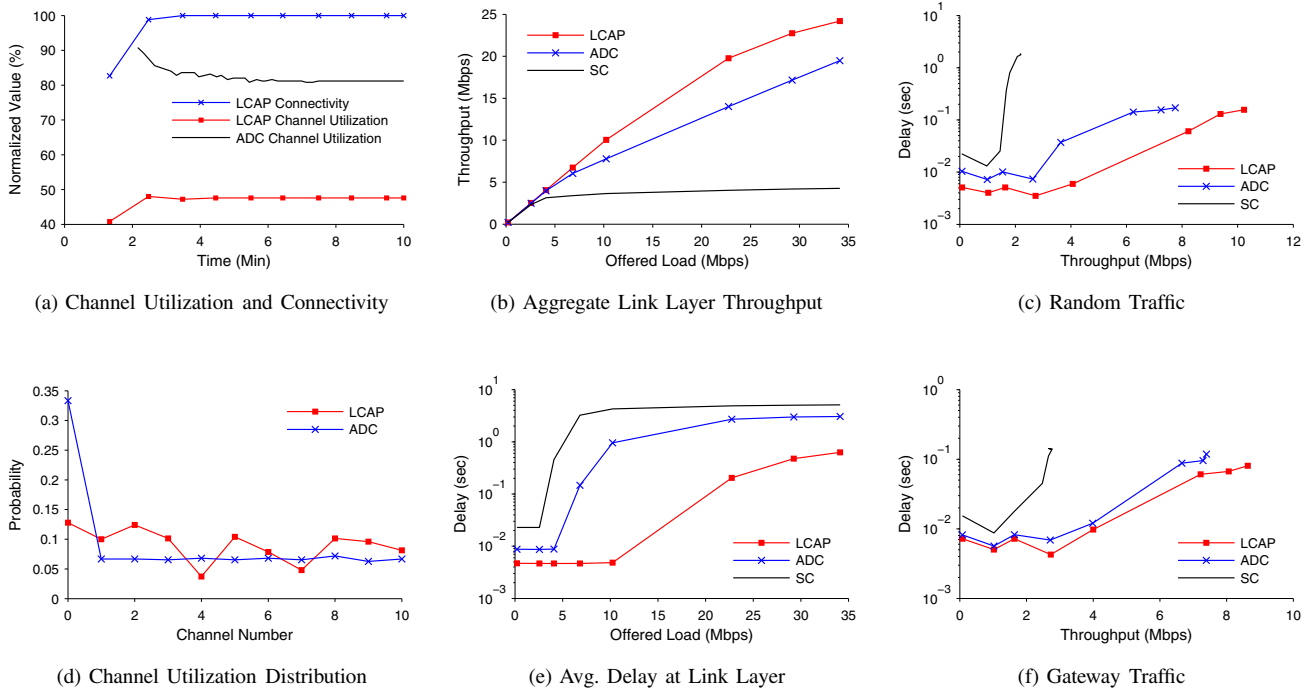 100
90
80
70
60
50
40
0
2
4
6
8
10
Normalized Value (%)
Time (Min)
LCAP Connectivity
LCAP Channel Utilization
ADC Channel Utilization
(a) Channel Utilization and Connectivity
25
20
15
10
5
0
0
5
10
15
20
25
30
35
Throughput (Mbps)
Offered Load (Mbps)
LCAP
ADC
SC
(b) Aggregate Link Layer Throughput
10^1
10^0
10^−1
10^−2
10^−3
0
2
4
6
8
10
12
Delay (sec)
Throughput (Mbps)
LCAP
ADC
SC
(c) Random Traffic
0.35
0.3
0.25
0.2
0.15
0.1
0.05
0
0
2
4
6
8
10
Probability
Channel Number
LCAP
ADC
(d) Channel Utilization Distribution
10^1
10^0
10^−1
10^−2
10^−3
0
5
10
15
20
25
30
35
Delay (sec)
Offered Load (Mbps)
LCAP
ADC
SC
(e) Avg. Delay at Link Layer
10^0
10^−1
10^−2
10^−3
0
2
4
6
8
10
Delay (sec)
Throughput (Mbps)
LCAP
ADC
SC
(f) Gateway Traffic